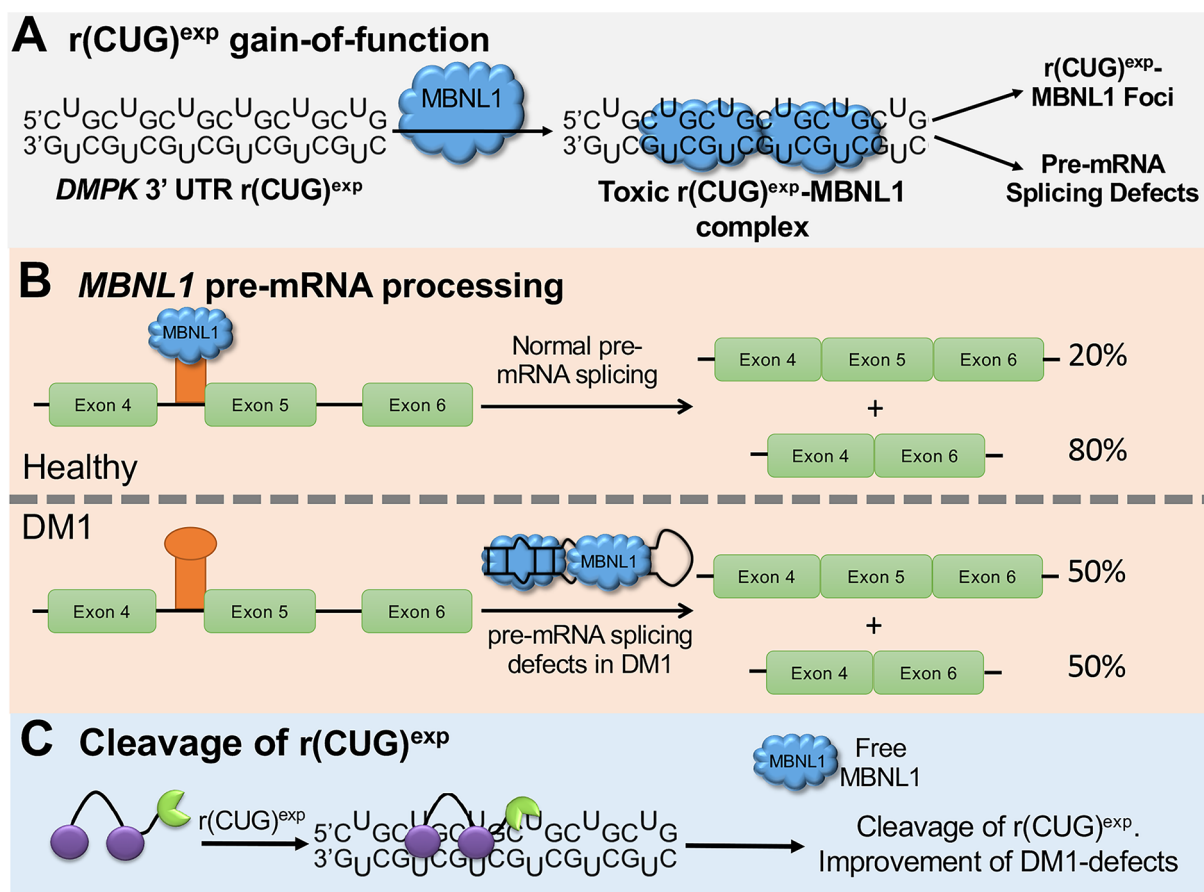 A r(CUG)exp gain-of-function
MBNL1
5'CUGCUGCUGCUGCUGCUG
3'GUCGUCGUCGUCGUCGUC
DMPK 3' UTR r(CUG)exp
5'CUGCUGCUGCUGCUGCUG
3'GUCGUCGUCGUCGUCGUC
Toxic r(CUG)exp-MBNL1
complex
r(CUG)exp-
MBNL1 Foci
Pre-mRNA
Splicing Defects
B MBNL1 pre-mRNA processing
MBNL1
Exon 4 Exon 5 Exon 6
Normal pre-
mRNA splicing
Exon 4 Exon 5 Exon 6 20%
+
Exon 4 Exon 6 80%
Healthy
DM1
Exon 4 Exon 5 Exon 6
MBNL1
pre-mRNA splicing
defects in DM1
Exon 4 Exon 5 Exon 6 50%
+
Exon 4 Exon 6 50%
C Cleavage of r(CUG)exp
r(CUG)exp
5'CUGCUGCUGCUGCUGCUG
3'GUCGUCGUCGUCGUCGUC
MBNL1
Free
MBNL1
Cleavage of r(CUG)exp.
Improvement of DM1-defects